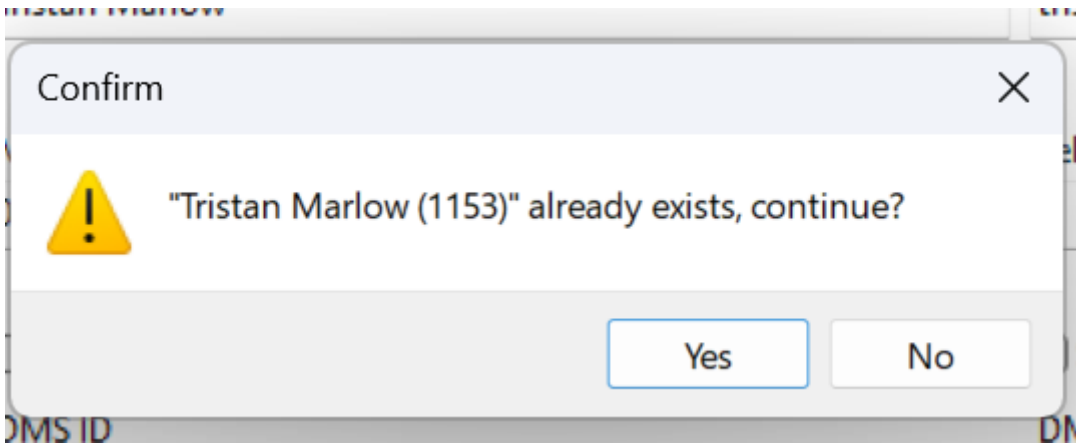 Confirm
"Tristan Marlow (1153)" already exists, continue?
Yes
No
DMS ID